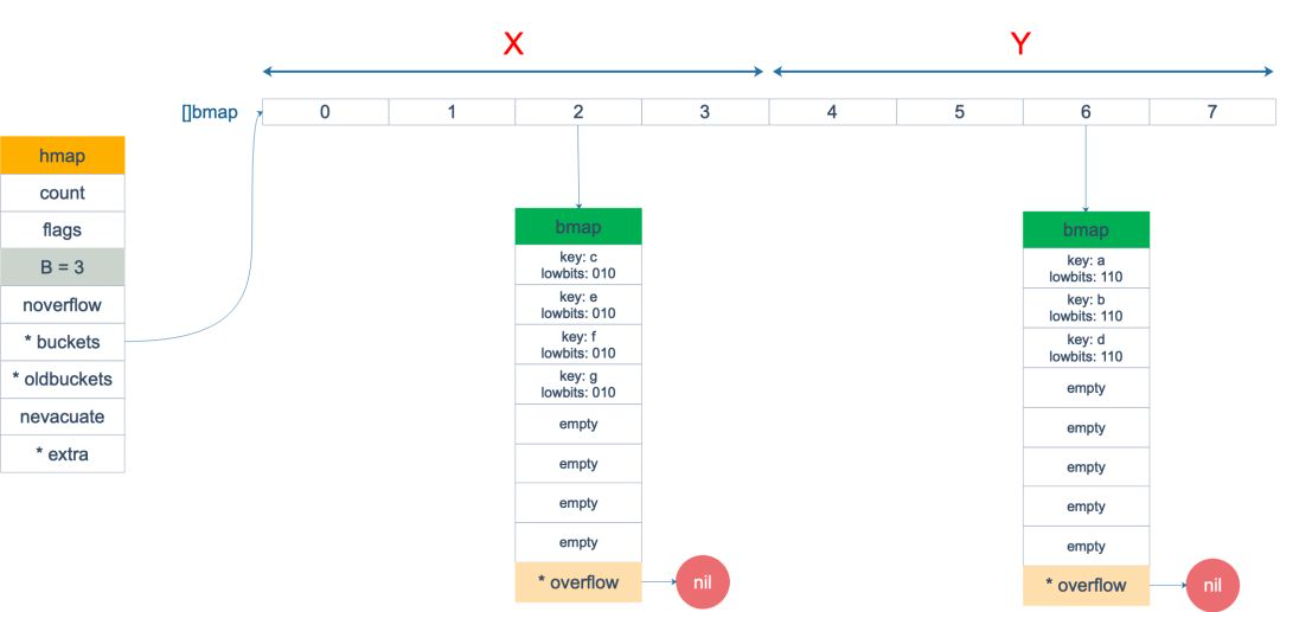 X
Y
[]bmap
0
1
2
3
4
5
6
7
hmap
count
flags
B = 3
noverflow
* buckets
* oldbuckets
nevacuate
* extra
bmap
key: c
lowbits: 010
key: e
lowbits: 010
key: f
lowbits: 010
key: g
lowbits: 010
empty
empty
empty
empty
* overflow
nil
bmap
key: a
lowbits: 110
key: b
lowbits: 110
key: d
lowbits: 110
empty
empty
empty
empty
empty
* overflow
nil